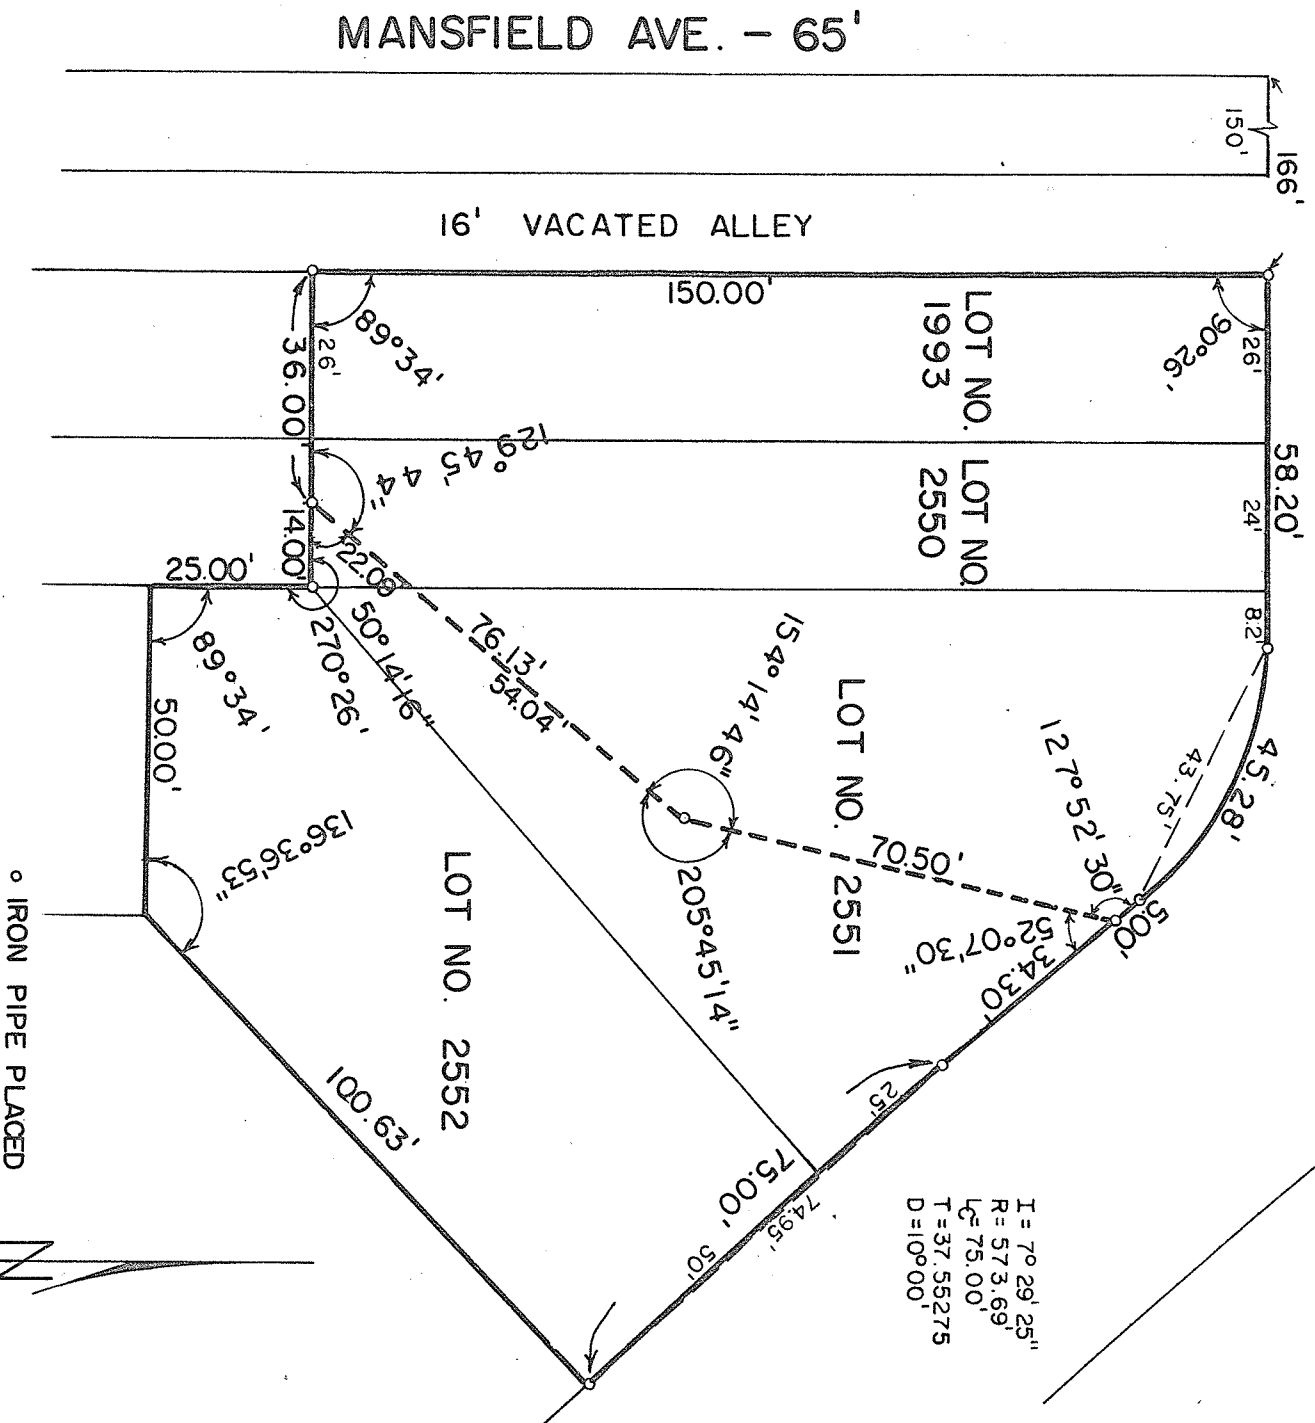 MANSFIELD AVE. - 65'
150'
166'
16' VACATED ALLEY
150.00'
89°34'
26'
36.00'
LOT NO.
1993
90°26'
26'
58.20'
129°45'44"
LOT NO.
2550
24'
14.00'
22.09'
25.00'
8.2'
89°34'
270°26'
50°14'16"
76.13'
54.04'
154°14'46"
LOT NO. 2551
127°52'30"
43.75'
45.28'
50.00'
136°36'53"
LOT NO. 2552
205°45'14"
70.50'
5.00'
52°07'30"
34.30'
25'
100.63'
75.00'
74.95'
50'
I = 7° 29' 25"
R = 573.69'
Lc = 75.00'
T = 37.55275'
D = 10°00'
o IRON PIPE PLACED
N